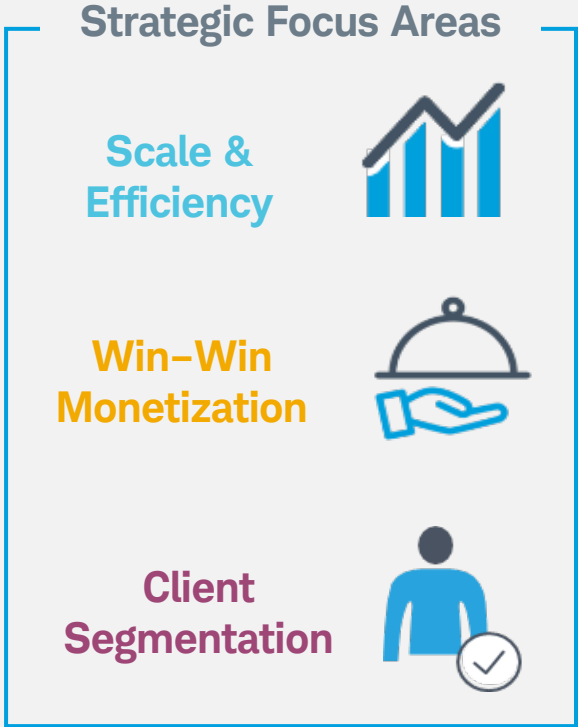 Strategic Focus Areas
Scale &
Efficiency
Win–Win
Monetization
Client
Segmentation